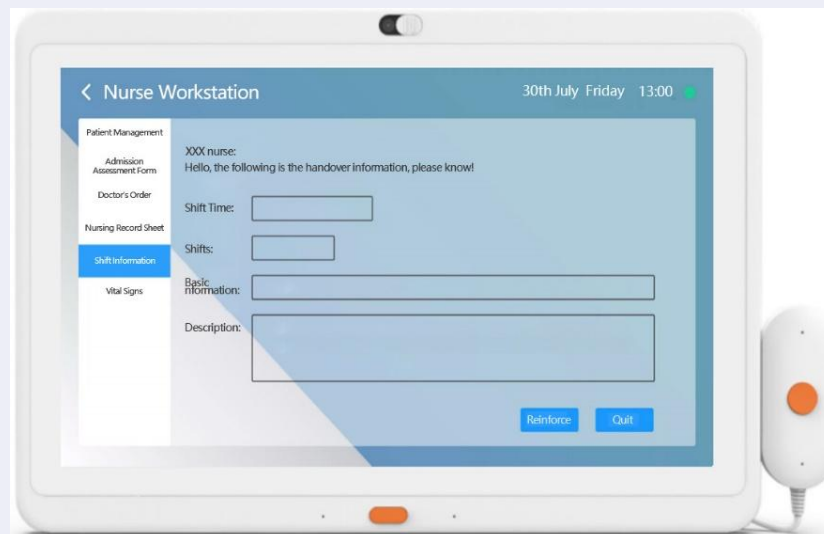 Nurse Workstation
30th July Friday 13:00
Patient Management
Admission
Assessment Form
Doctor's Order
Nursing Record Sheet
Shift Information
Vital Signs
XXX nurse:
Hello, the following is the handover information, please know!
Shift Time:
Shifts:
Basic
nformation:
Description:
Reinforce
Quit